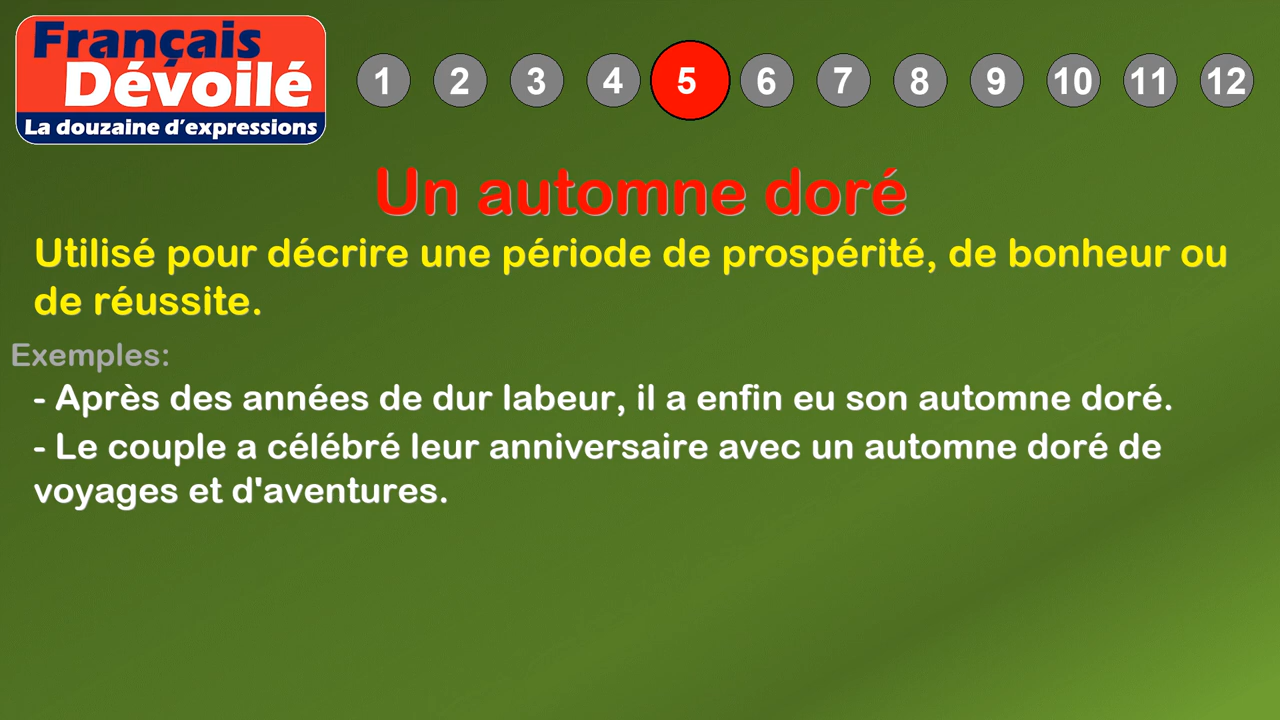 Français
Dévoilé
La douzaine d'expressions
1 2 3 4 5 6 7 8 9 10 11 12
Un automne doré
Utilisé pour décrire une période de prospérité, de bonheur ou
de réussite.
Exemples:
- Après des années de dur labeur, il a enfin eu son automne doré.
- Le couple a célébré leur anniversaire avec un automne doré de
voyages et d'aventures.